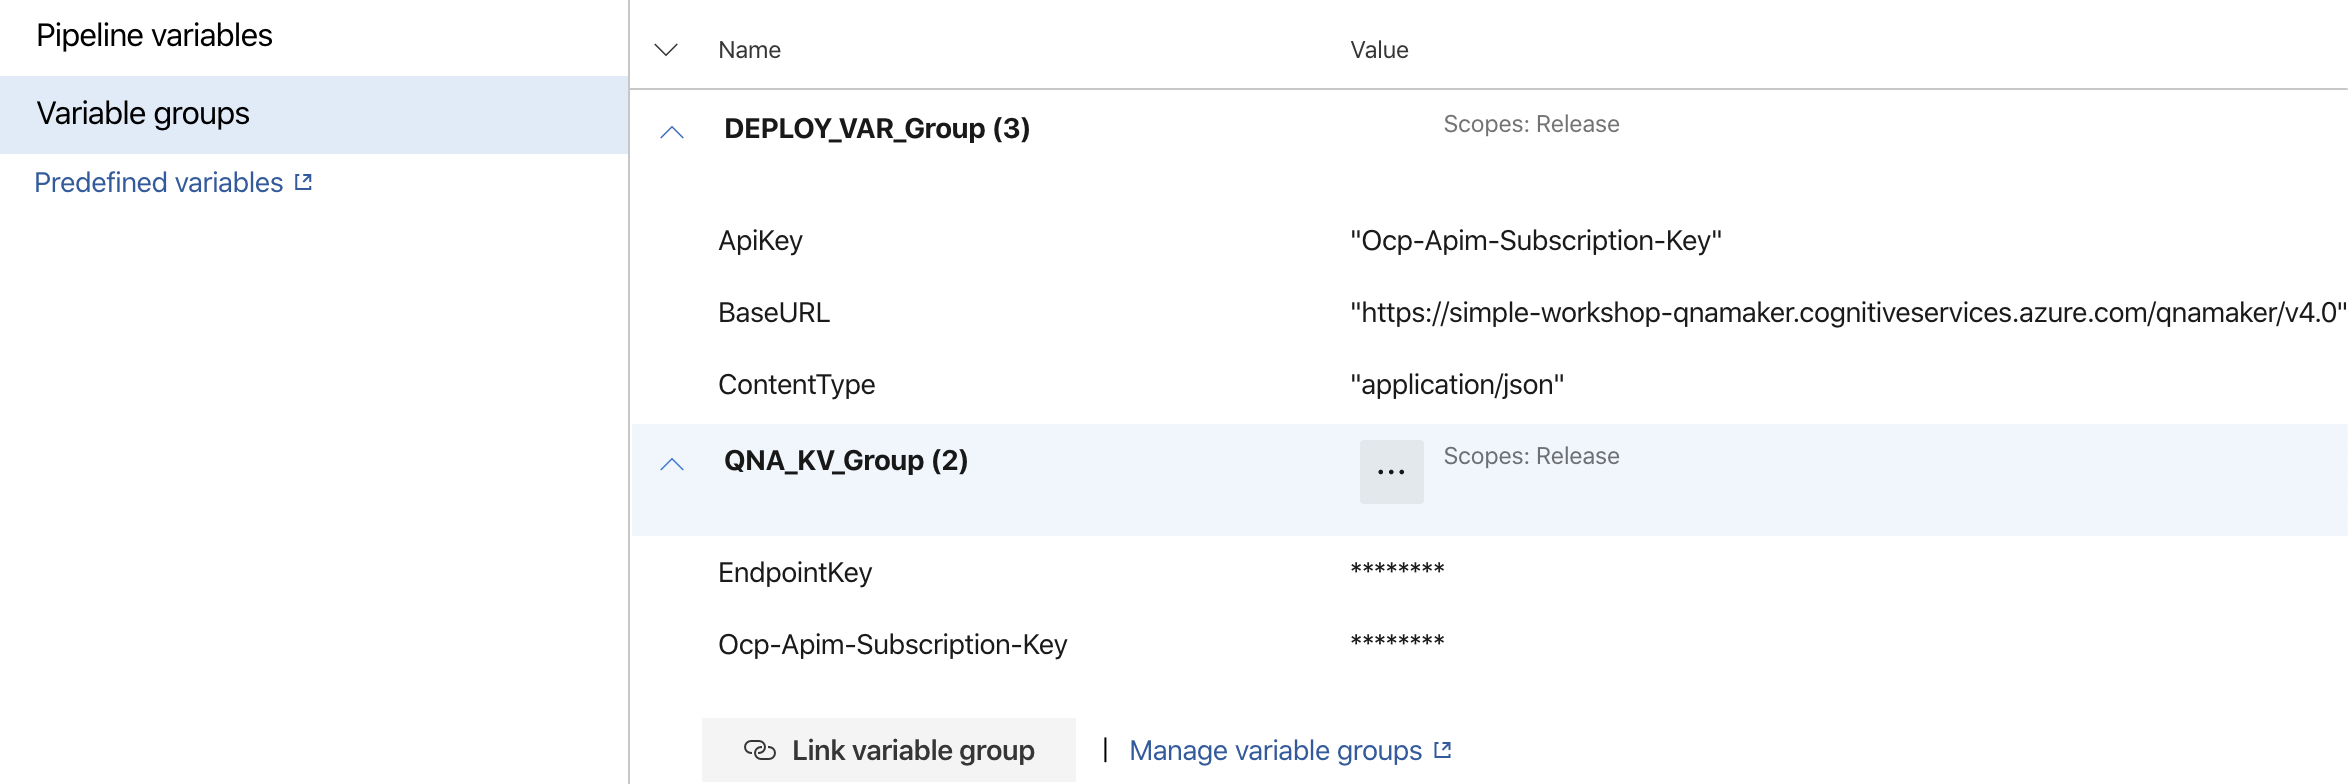 Pipeline variables
Variable groups
Predefined variables
Name Value
DEPLOY_VAR_Group (3) Scopes: Release
ApiKey "Ocp-Apim-Subscription-Key"
BaseURL "https://simple-workshop-qnamaker.cognitiveservices.azure.com/qnamaker/v4.0"
ContentType "application/json"
QNA_KV_Group (2) ... Scopes: Release
EndpointKey ********
Ocp-Apim-Subscription-Key ********
Link variable group | Manage variable groups